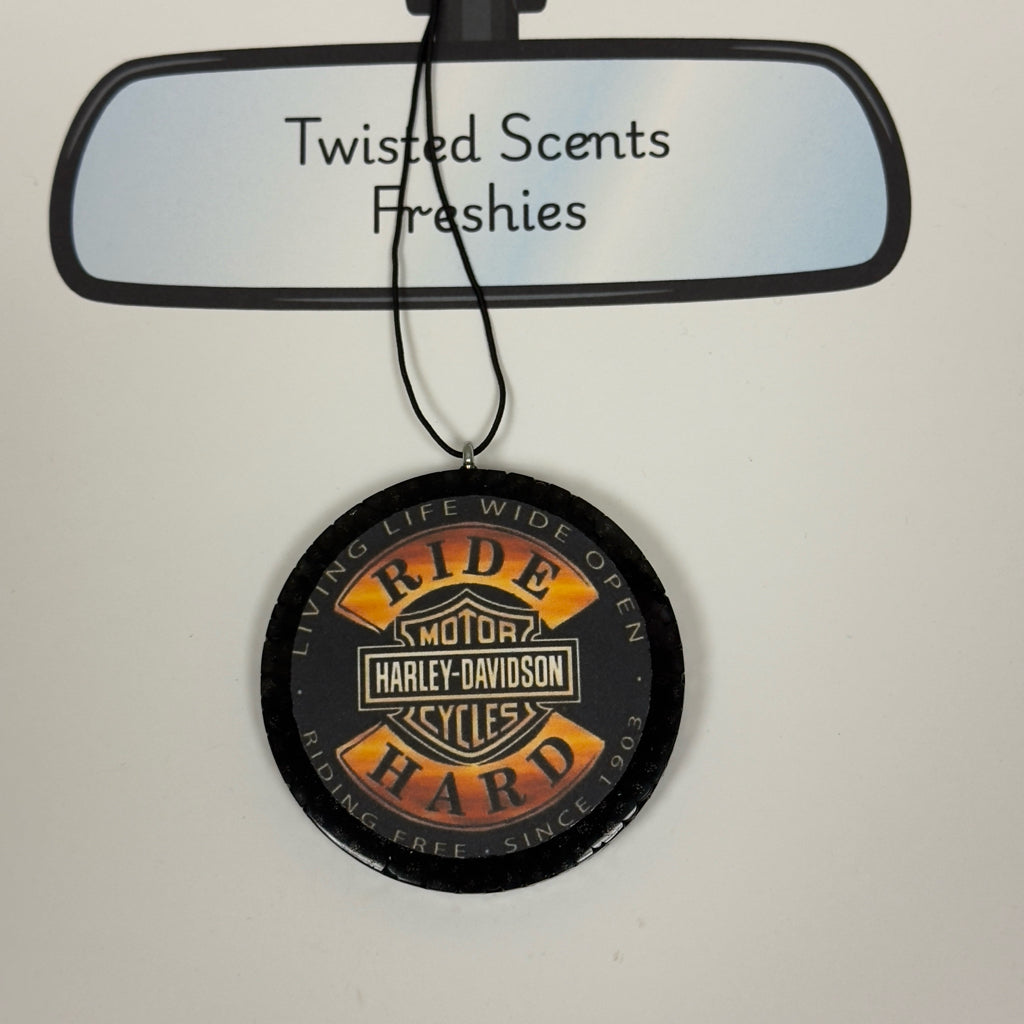 Twisted Scents
Freshies
LIVING LIFE WIDE OPEN
RIDE
MOTOR
HARLEY-DAVIDSON
CYCLES
HARD
· RIDING FREE · SINCE 1903 ·